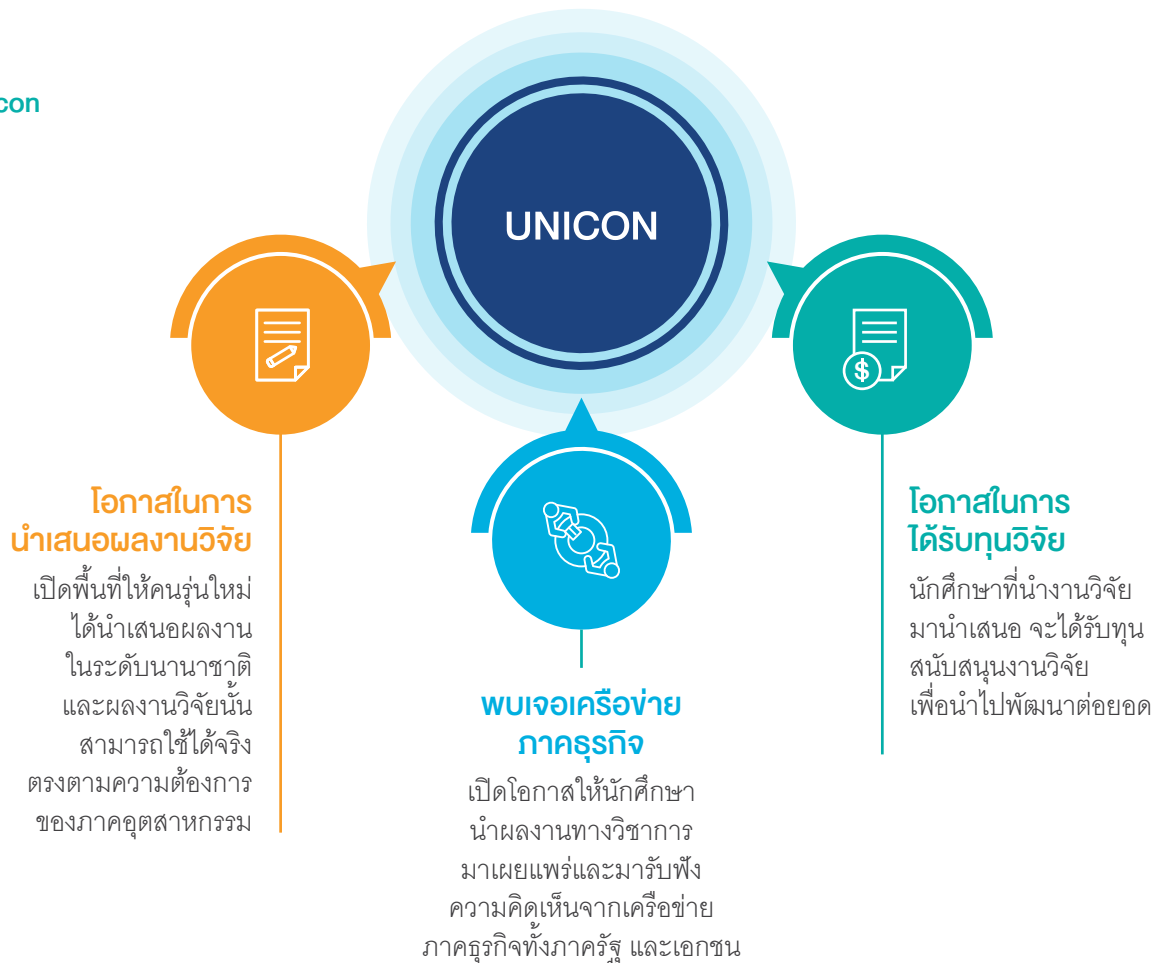 con
UNICON
โอกาสในการ
นำเสนอผลงานวิจัย
เปิดพื้นที่ให้คนรุ่นใหม่
ได้นำเสนอผลงาน
ในระดับนานาชาติ
และผลงานวิจัยนั้น
สามารถใช้ได้จริง
ตรงตามความต้องการ
ของภาคอุตสาหกรรม
พบเจอเครือข่าย
ภาคธุรกิจ
เปิดโอกาสให้นักศึกษา
นำผลงานทางวิชาการ
มาเผยแพร่และมารับฟัง
ความคิดเห็นจากเครือข่าย
ภาคธุรกิจทั้งภาครัฐ และเอกชน
โอกาสในการ
ได้รับทุนวิจัย
นักศึกษาที่นำงานวิจัย
มานำเสนอ จะได้รับทุน
สนับสนุนงานวิจัย
เพื่อนำไปพัฒนาต่อยอด
$